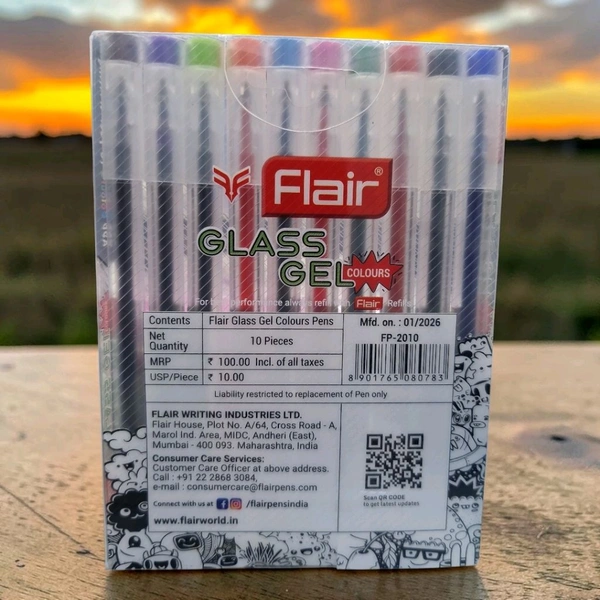 Flair®
GLASS
GEL COLOURS
For best performance always refill with Flair Refills
Contents Flair Glass Gel Colours Pens
Net Quantity 10 Pieces
MRP ₹ 100.00 Incl. of all taxes
USP/Piece ₹ 10.00
Mfd. on. : 01/2026
FP-2010
8 901765 080783
Liability restricted to replacement of Pen only
FLAIR WRITING INDUSTRIES LTD.
Flair House, Plot No. A/64, Cross Road - A,
Marol Ind. Area, MIDC, Andheri (East),
Mumbai - 400 093. Maharashtra, India
Consumer Care Services:
Customer Care Officer at above address.
Call : +91 22 2868 3084,
e-mail : consumercare@flairpens.com
Connect with us at /flairpensindia
www.flairworld.in
Scan QR CODE
to get latest updates